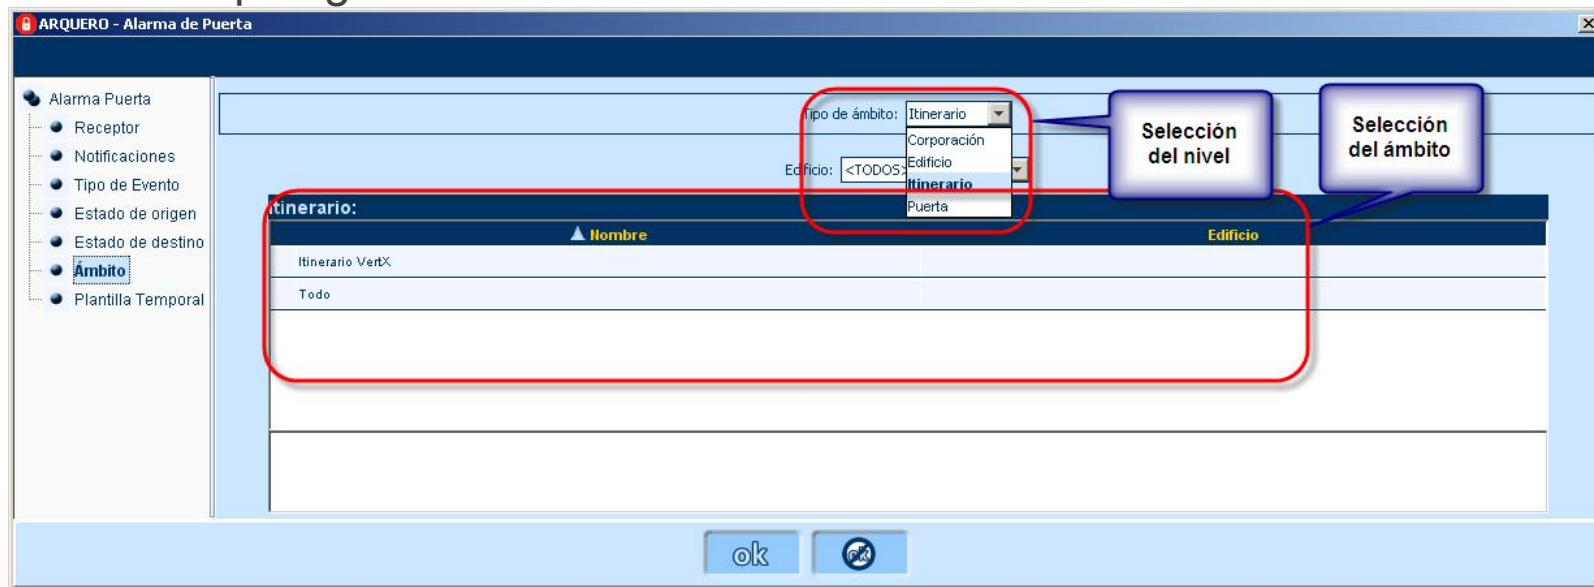 ARQUERO - Alarma de Puerta
Alarma Puerta
Receptor
Notificaciones
Tipo de Evento
Estado de origen
Estado de destino
Ámbito
Plantilla Temporal
Tipo de ámbito: Itinerario
Corporación
Edificio
Itinerario
Puerta
Edificio: <TODOS>
Selección
del nivel
Selección
del ámbito
Itinerario:
Nombre Edificio
Itinerario VertX
Todo
ok
ok